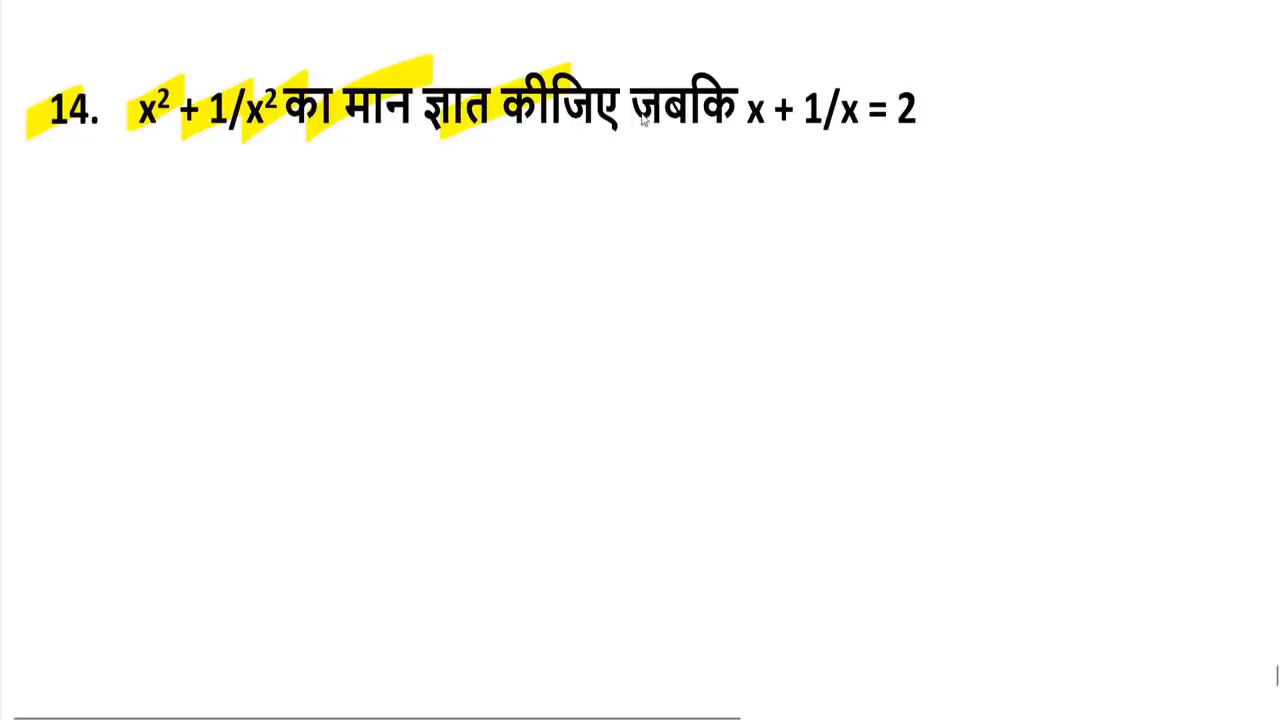 14. x² + 1/x² का मान ज्ञात कीजिए जबकि x + 1/x = 2